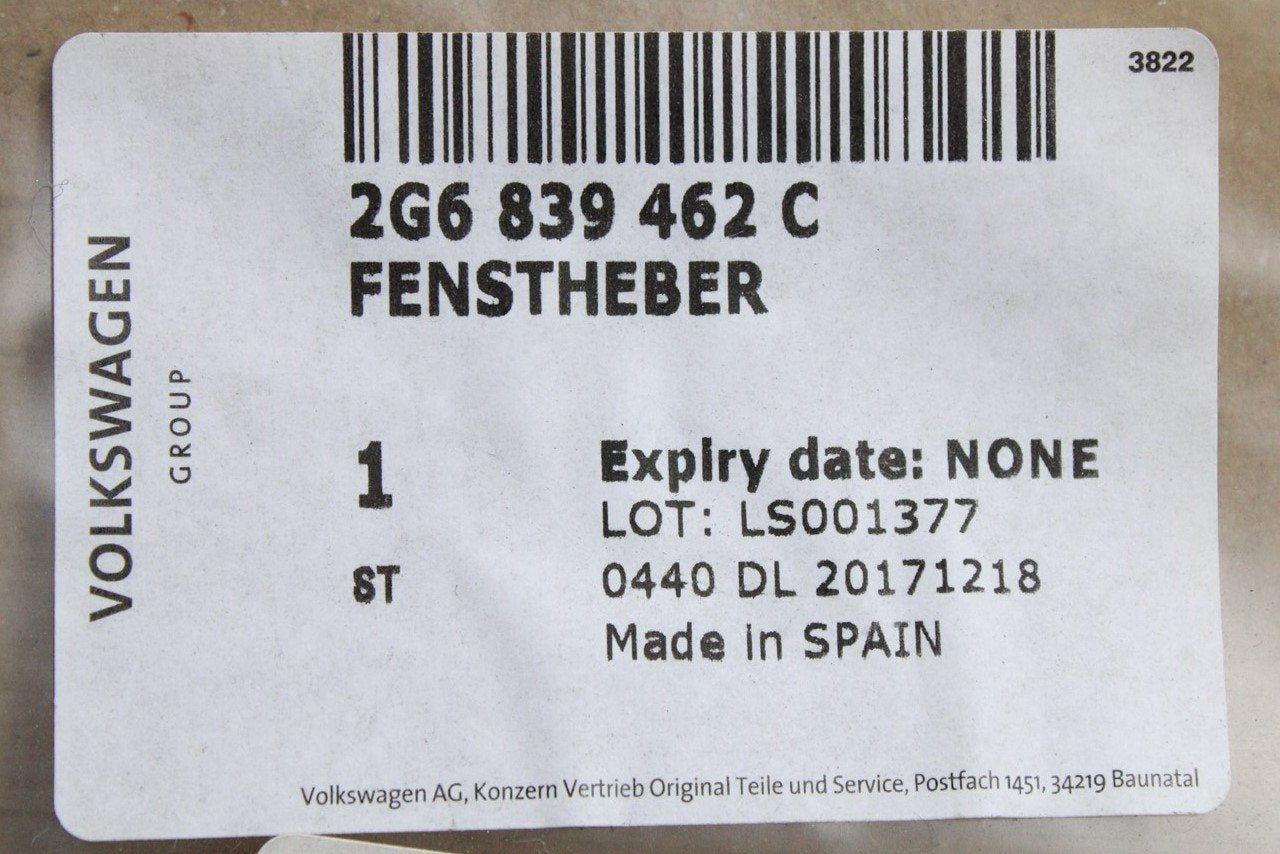 3822
2G6 839 462 C
FENSTHEBER
VOLKSWAGEN
GROUP
1
Expiry date: NONE
LOT: LS001377
ST
0440 DL 20171218
Made in SPAIN
Volkswagen AG, Konzern Vertrieb Original Teile und Service, Postfach 1451, 34219 Baunatal